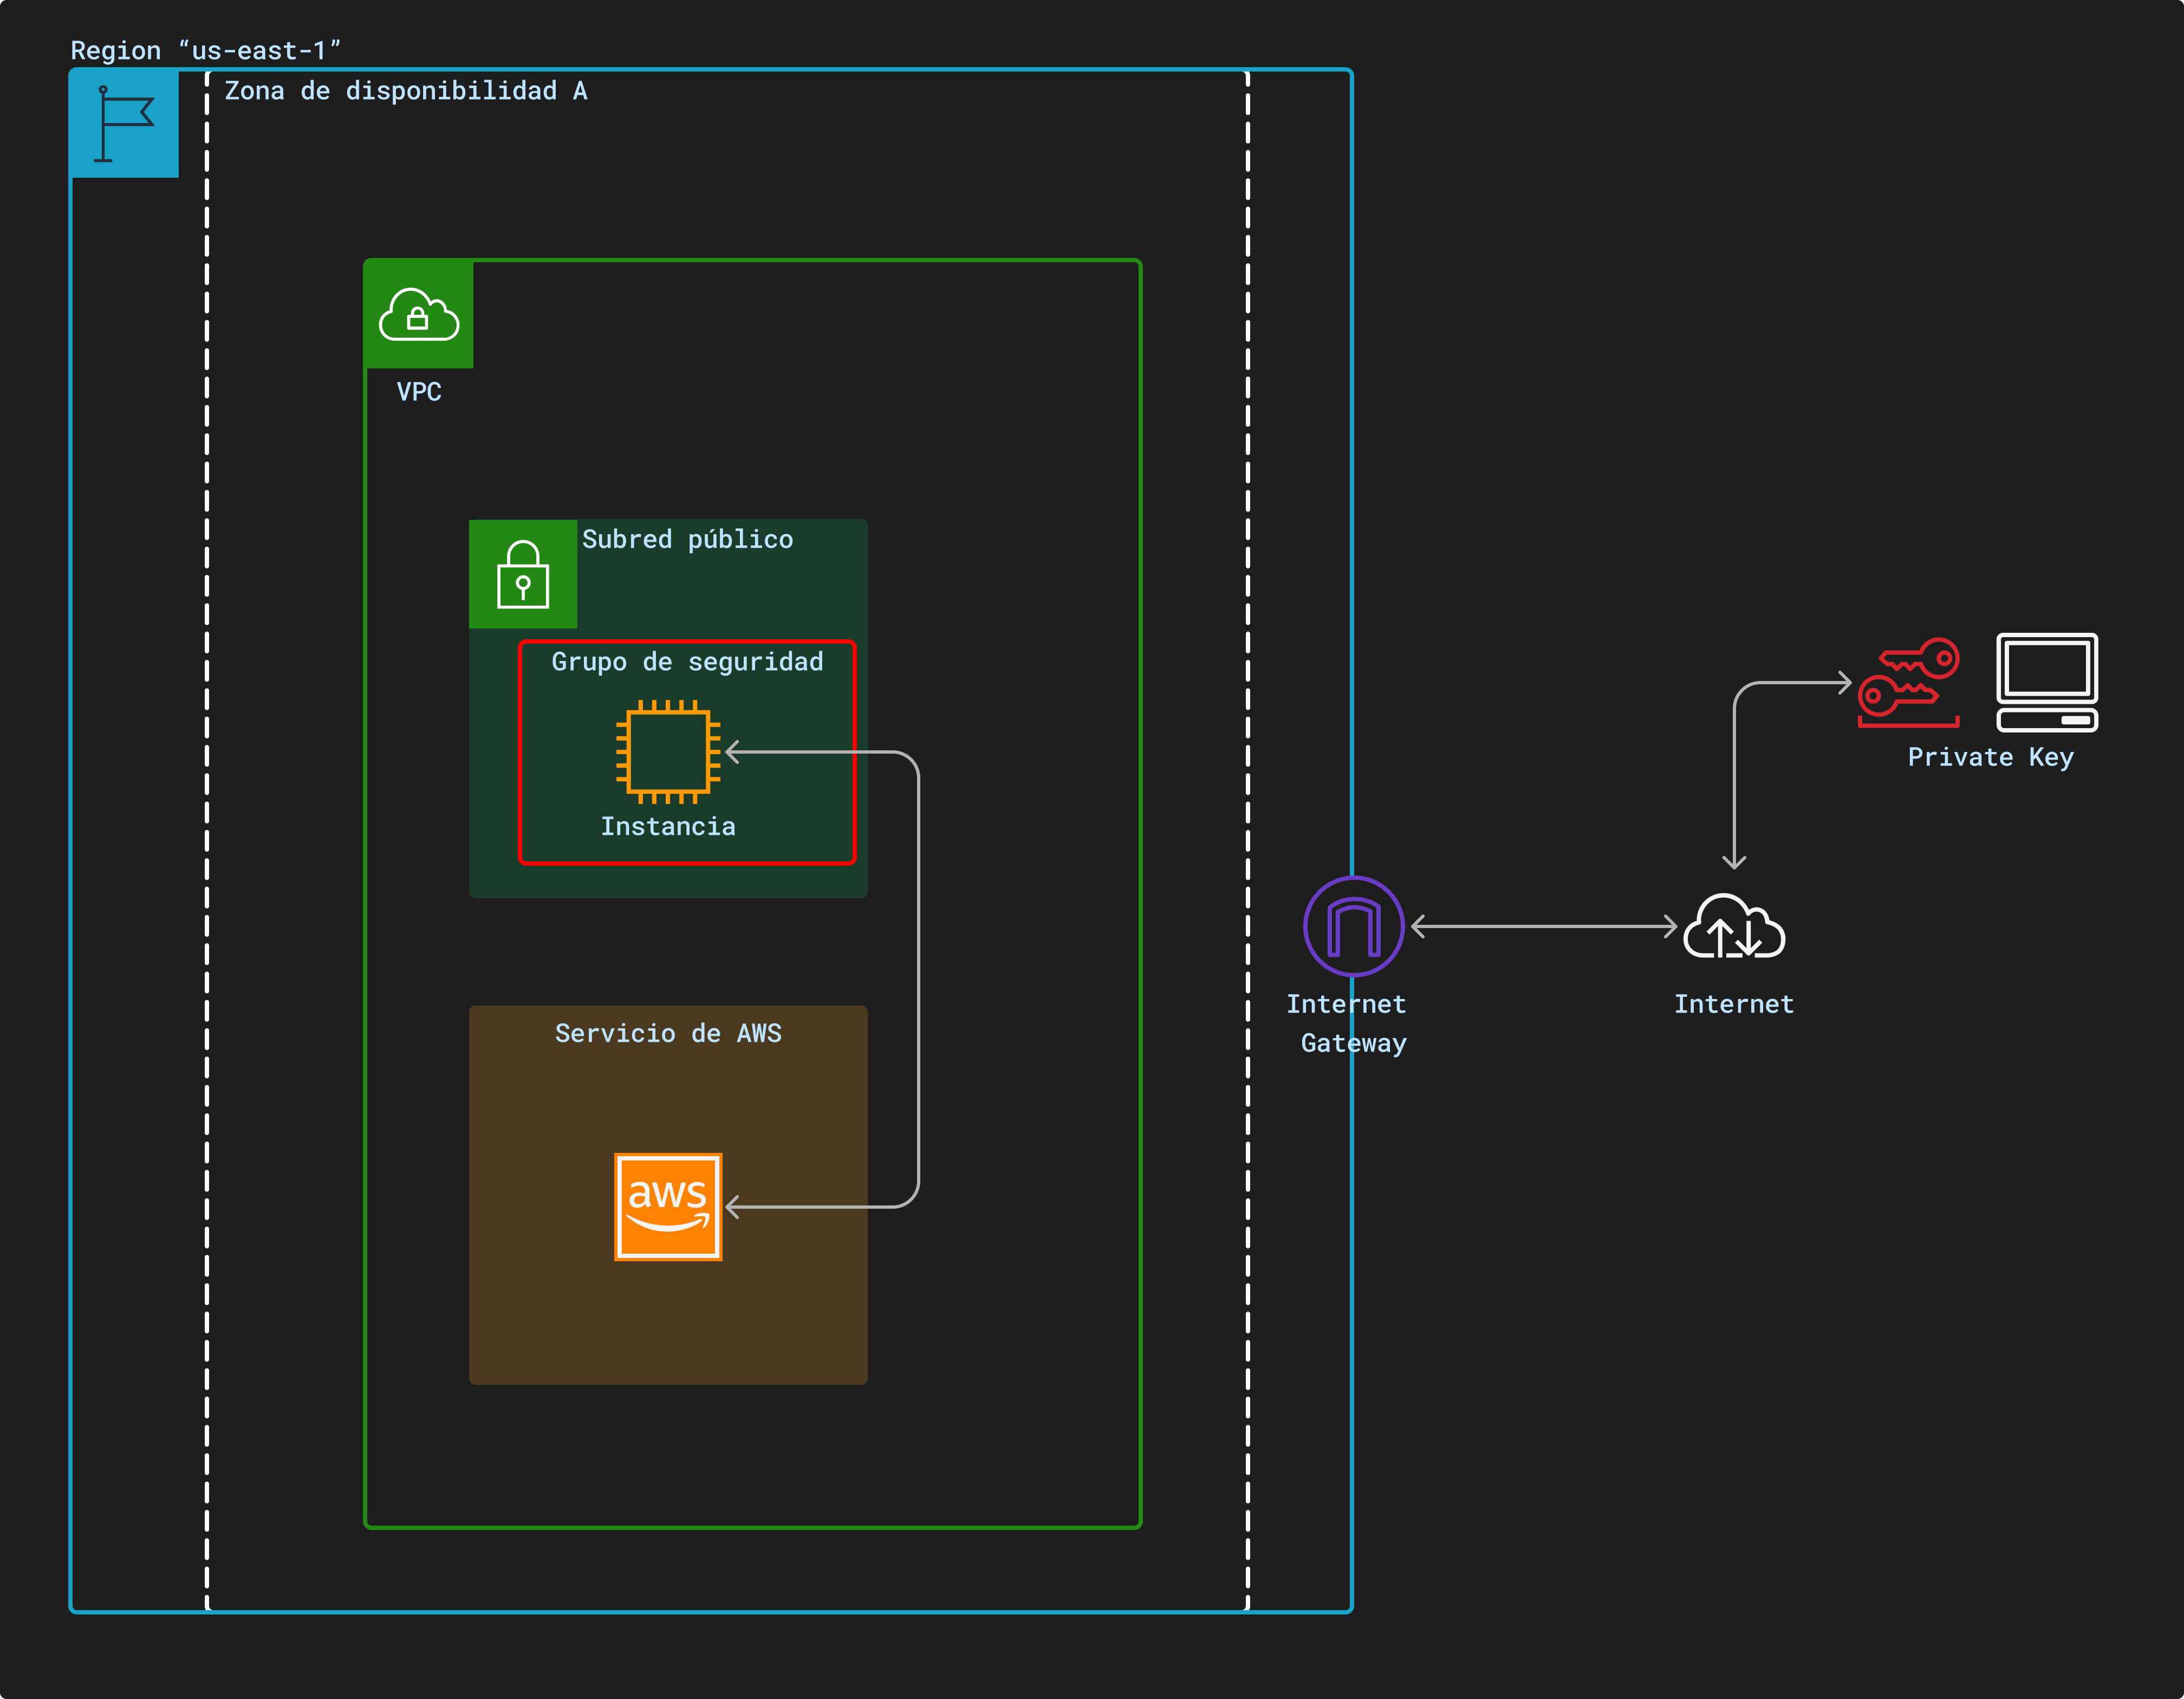 Region “us-east-1”
Zona de disponibilidad A
VPC
Subred público
Grupo de seguridad
Instancia
Private Key
Internet
Gateway
Internet
Servicio de AWS
aws